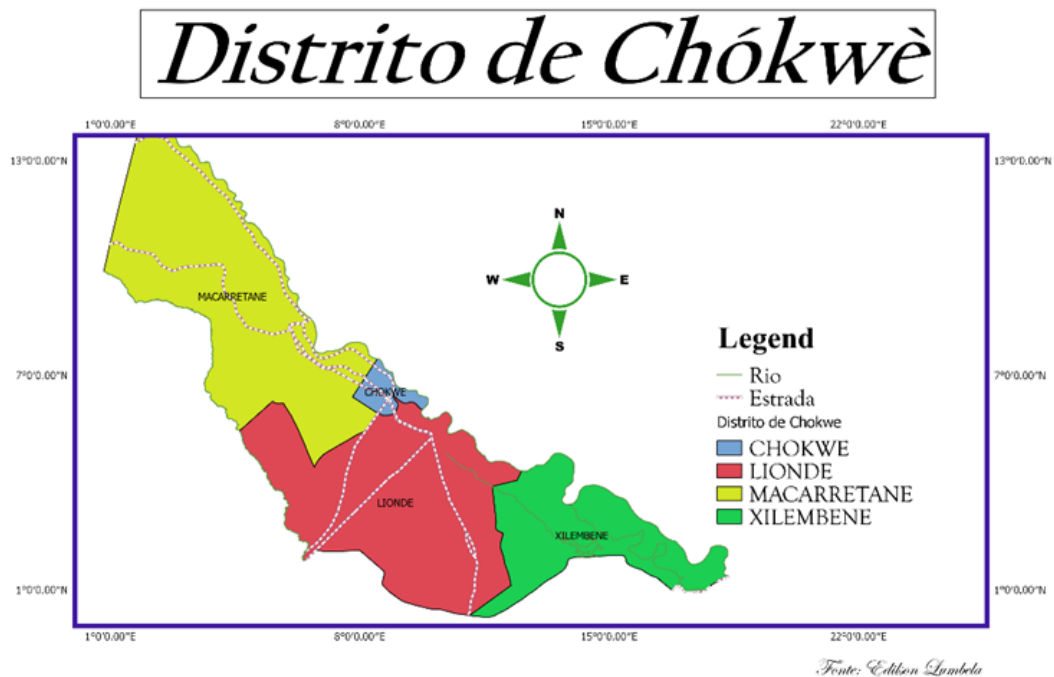 Distrito de Chókwè
1°0'0.00"E 8°0'0.00"E 15°0'0.00"E 22°0'0.00"E
13°0'0.00"N 13°0'0.00"N
N
W E
S
MACARRETANE
Legend
7°0'0.00"N 7°0'0.00"N
Rio
CHOKWE
Estrada
Distrito de Chokwe
CHOKWE
LIONDE
MACARRETANE
LIONDE
XILEMBENE
XILEMBENE
1°0'0.00"N 1°0'0.00"N
1°0'0.00"E 8°0'0.00"E 15°0'0.00"E 22°0'0.00"E
Fonte: Edilson Lumbela